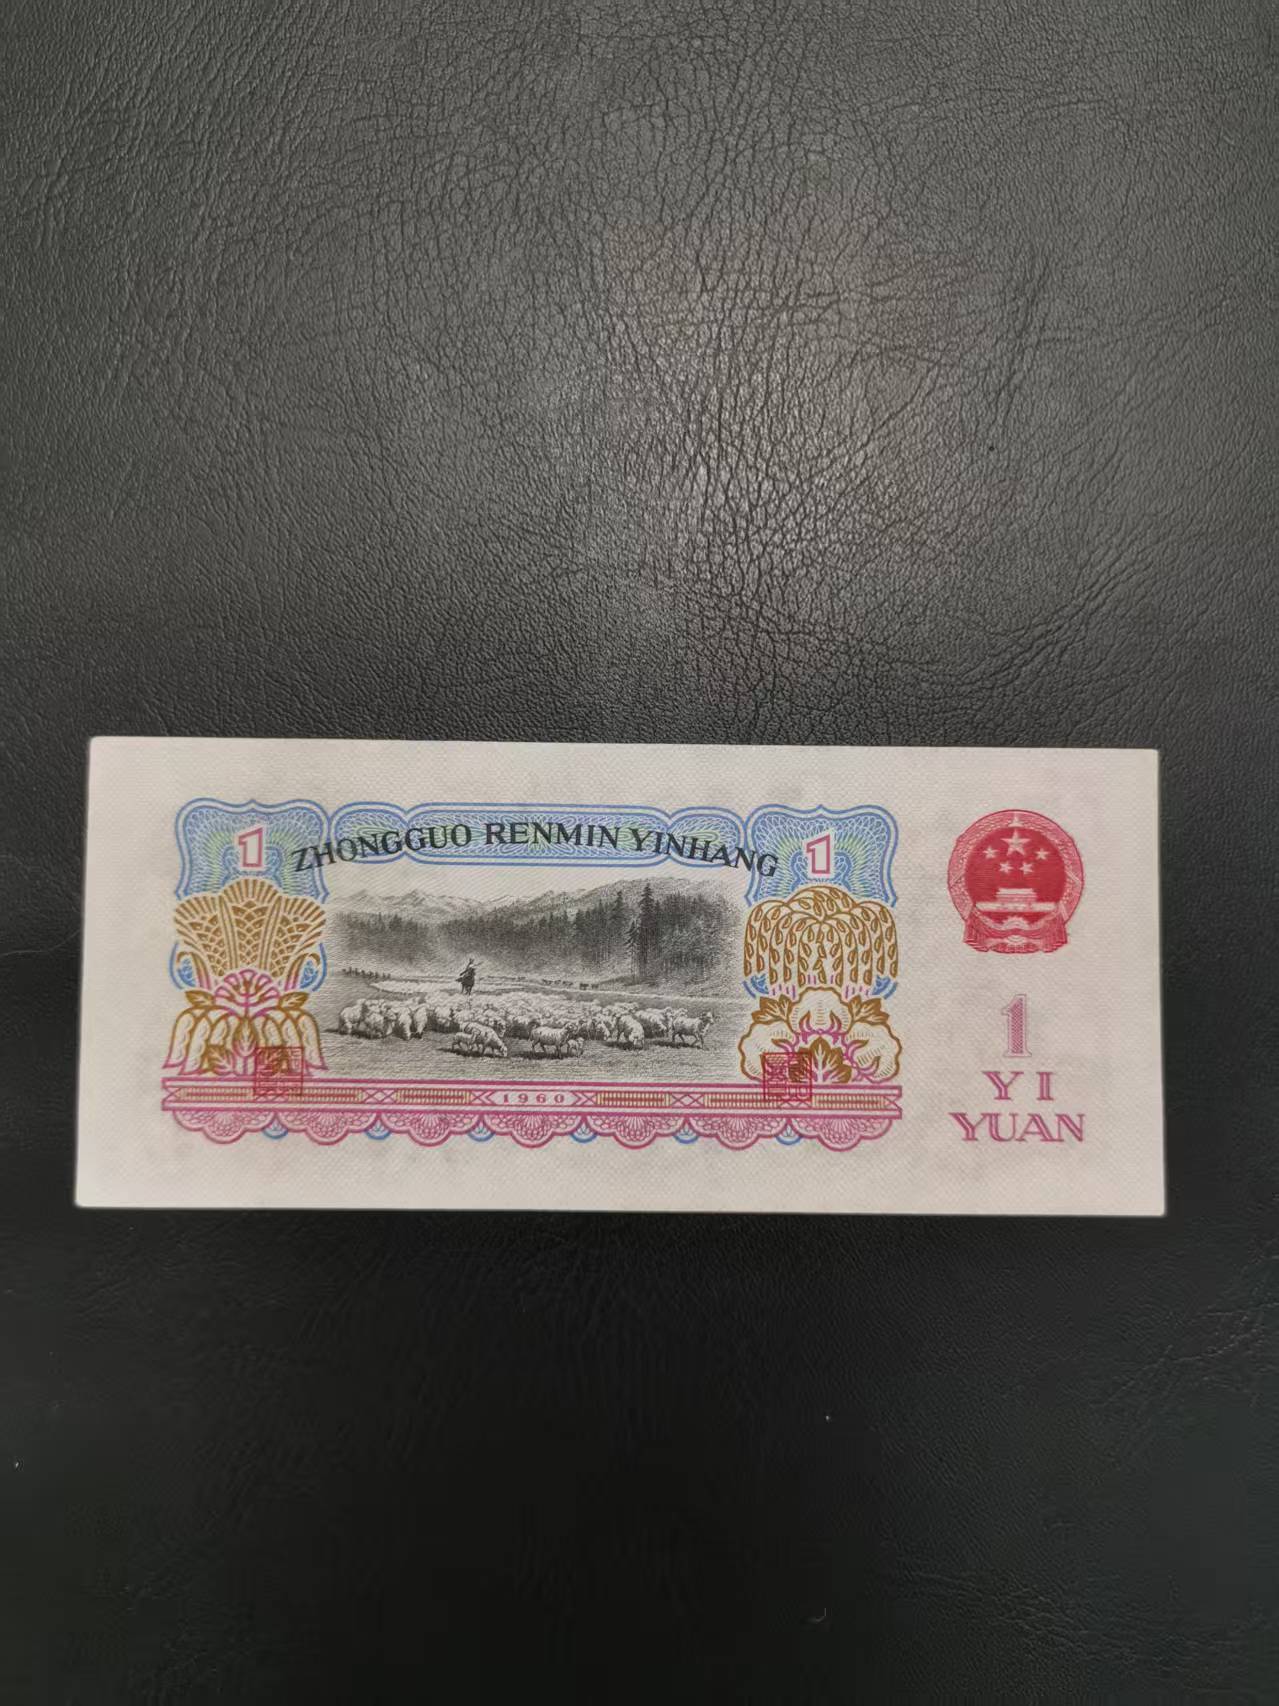 1
ZHONGGUO RENMIN YINHANG
1
1960
1
YI
YUAN